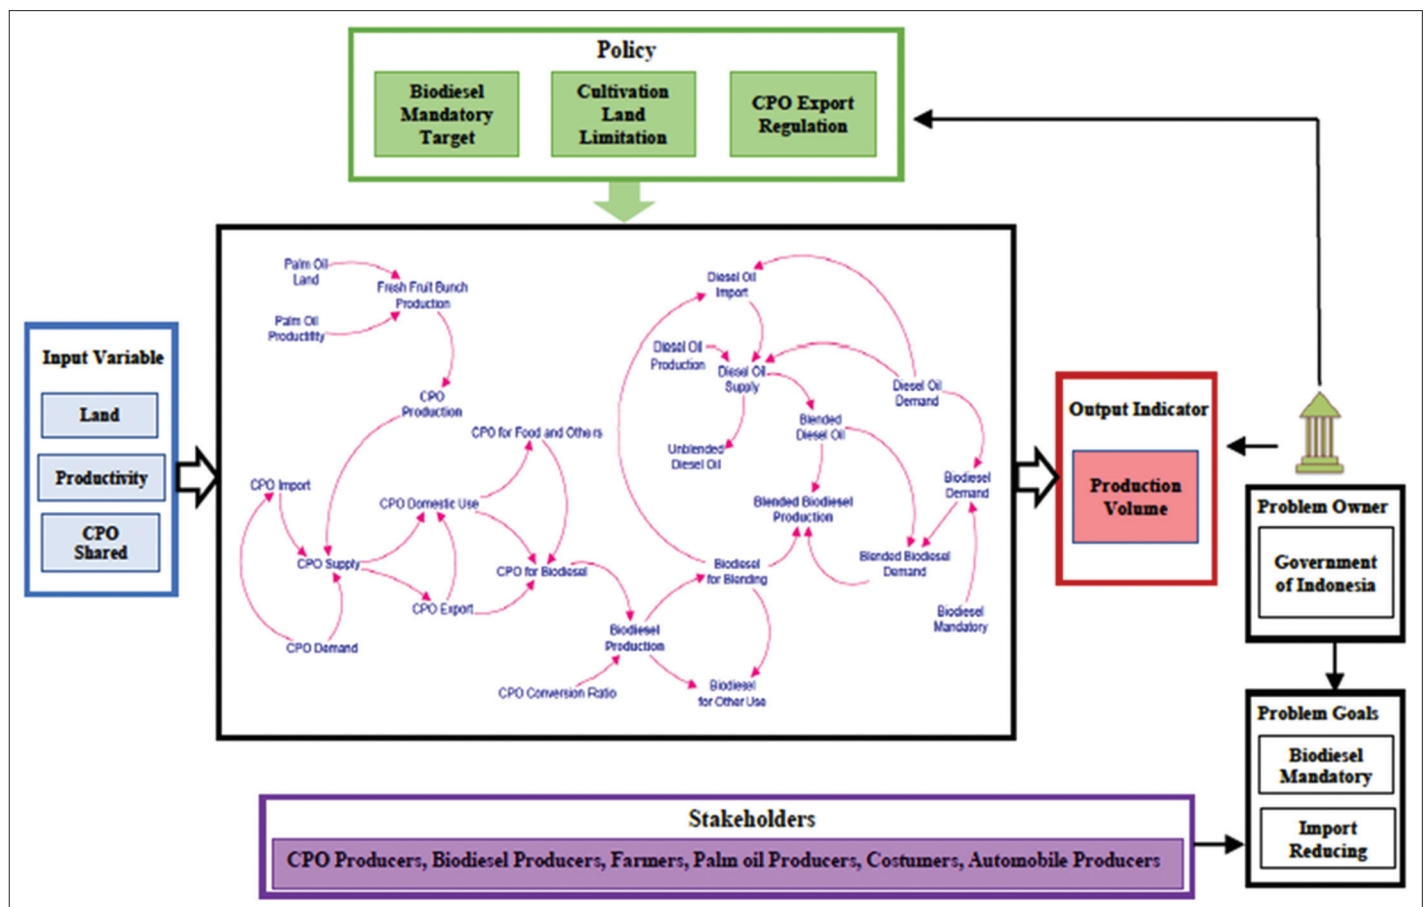 Policy
Biodiesel
Mandatory
Target
Cultivation
Land
Limitation
CPO Export
Regulation
Input Variable
Land
Productivity
CPO
Shared
Palm Oil
Land
Fresh Fruit Bunch
Production
Palm Oil
Productifity
CPO
Production
CPO for Food and Others
CPO Import
CPO Domestic Use
CPO Supply
CPO for Biodiesel
CPO Export
CPO Demand
Biodiesel
Production
CPO Conversion Ratio
Diesel Oil
Import
Diesel Oil
Production
Diesel Oil
Supply
Diesel Oil
Demand
Blended
Diesel Oil
Unblended
Diesel Oil
Biodiesel
Demand
Blended Biodiesel
Production
Biodiesel
for Blending
Blended Biodiesel
Demand
Biodiesel
Mandatory
Biodiesel
for Other Use
Output Indicator
Production
Volume
Problem Owner
Government
of Indonesia
Problem Goals
Biodiesel
Mandatory
Import
Reducing
Stakeholders
CPO Producers, Biodiesel Producers, Farmers, Palm oil Producers, Costumers, Automobile Producers